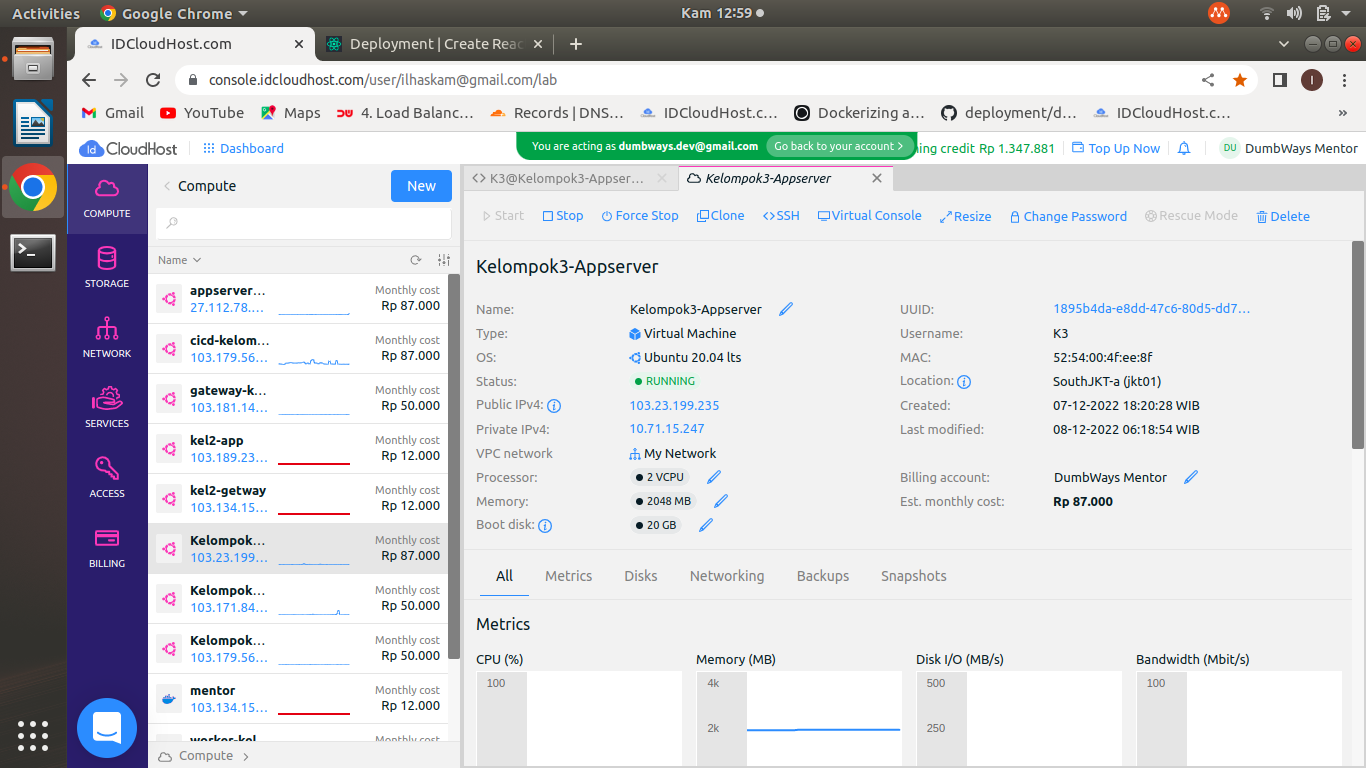 Activities
Google Chrome
Kam 12:59
IDCloudHost.com
Deployment | Create Reac
console.idcloudhost.com/user/ilhaskam@gmail.com/lab
I
Gmail
YouTube
Maps
4. Load Balanc...
Records | DNS...
IDCloudHost.c...
Dockerizing a...
deployment/d...
IDCloudHost.c...
»
Id CloudHost
Dashboard
You are acting as dumbways.dev@gmail.com
Go back to your account >
ning credit Rp 1.347.881
Top Up Now
DU
DumbWays Mentor
COMPUTE
STORAGE
NETWORK
SERVICES
ACCESS
BILLING
Compute
New
Name
appserver...
27.112.78....
Monthly cost
Rp 87.000
cicd-kelom...
103.179.56...
Monthly cost
Rp 87.000
gateway-k...
103.181.14...
Monthly cost
Rp 50.000
kel2-app
103.189.23...
Monthly cost
Rp 12.000
kel2-getway
103.134.15...
Monthly cost
Rp 12.000
Kelompok...
103.23.199...
Monthly cost
Rp 87.000
Kelompok...
103.171.84...
Monthly cost
Rp 50.000
Kelompok...
103.179.56...
Monthly cost
Rp 50.000
mentor
103.134.15...
Monthly cost
Rp 12.000
Compute
K3@Kelompok3-Appser...
Kelompok3-Appserver
Start
Stop
Force Stop
Clone
SSH
Virtual Console
Resize
Change Password
Rescue Mode
Delete
Kelompok3-Appserver
Name: Kelompok3-Appserver
UUID: 1895b4da-e8dd-47c6-80d5-dd7...
Type: Virtual Machine
Username: K3
OS: Ubuntu 20.04 lts
MAC: 52:54:00:4f:ee:8f
Status: RUNNING
Location: SouthJKT-a (jkt01)
Public IPv4: 103.23.199.235
Created: 07-12-2022 18:20:28 WIB
Private IPv4: 10.71.15.247
Last modified: 08-12-2022 06:18:54 WIB
VPC network My Network
Processor: 2 VCPU
Billing account: DumbWays Mentor
Memory: 2048 MB
Est. monthly cost: Rp 87.000
Boot disk: 20 GB
All
Metrics
Disks
Networking
Backups
Snapshots
Metrics
CPU (%)
100
Memory (MB)
4k
2k
Disk I/O (MB/s)
500
250
Bandwidth (Mbit/s)
100